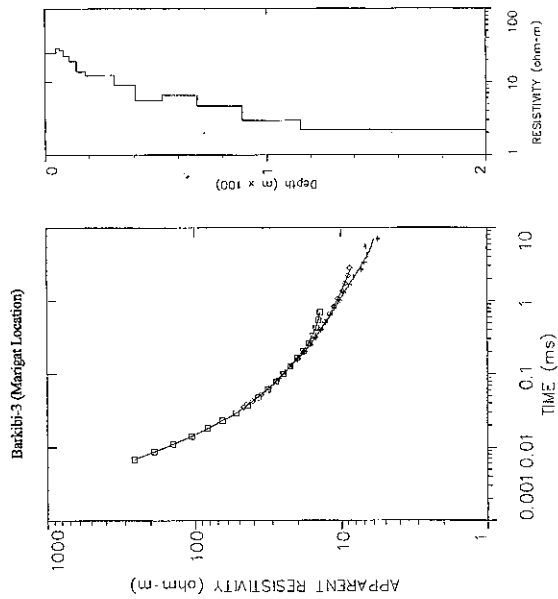 Barkibi-3 (Marigat Location)
1000
100
10
1
APPARENT RESISTIVITY (ohm-m)
0.001 0.01 0.1 1 10
TIME (ms)
0
1
2
Depth (m x 100)
1 10 100
RESISTIVITY (ohm-m)